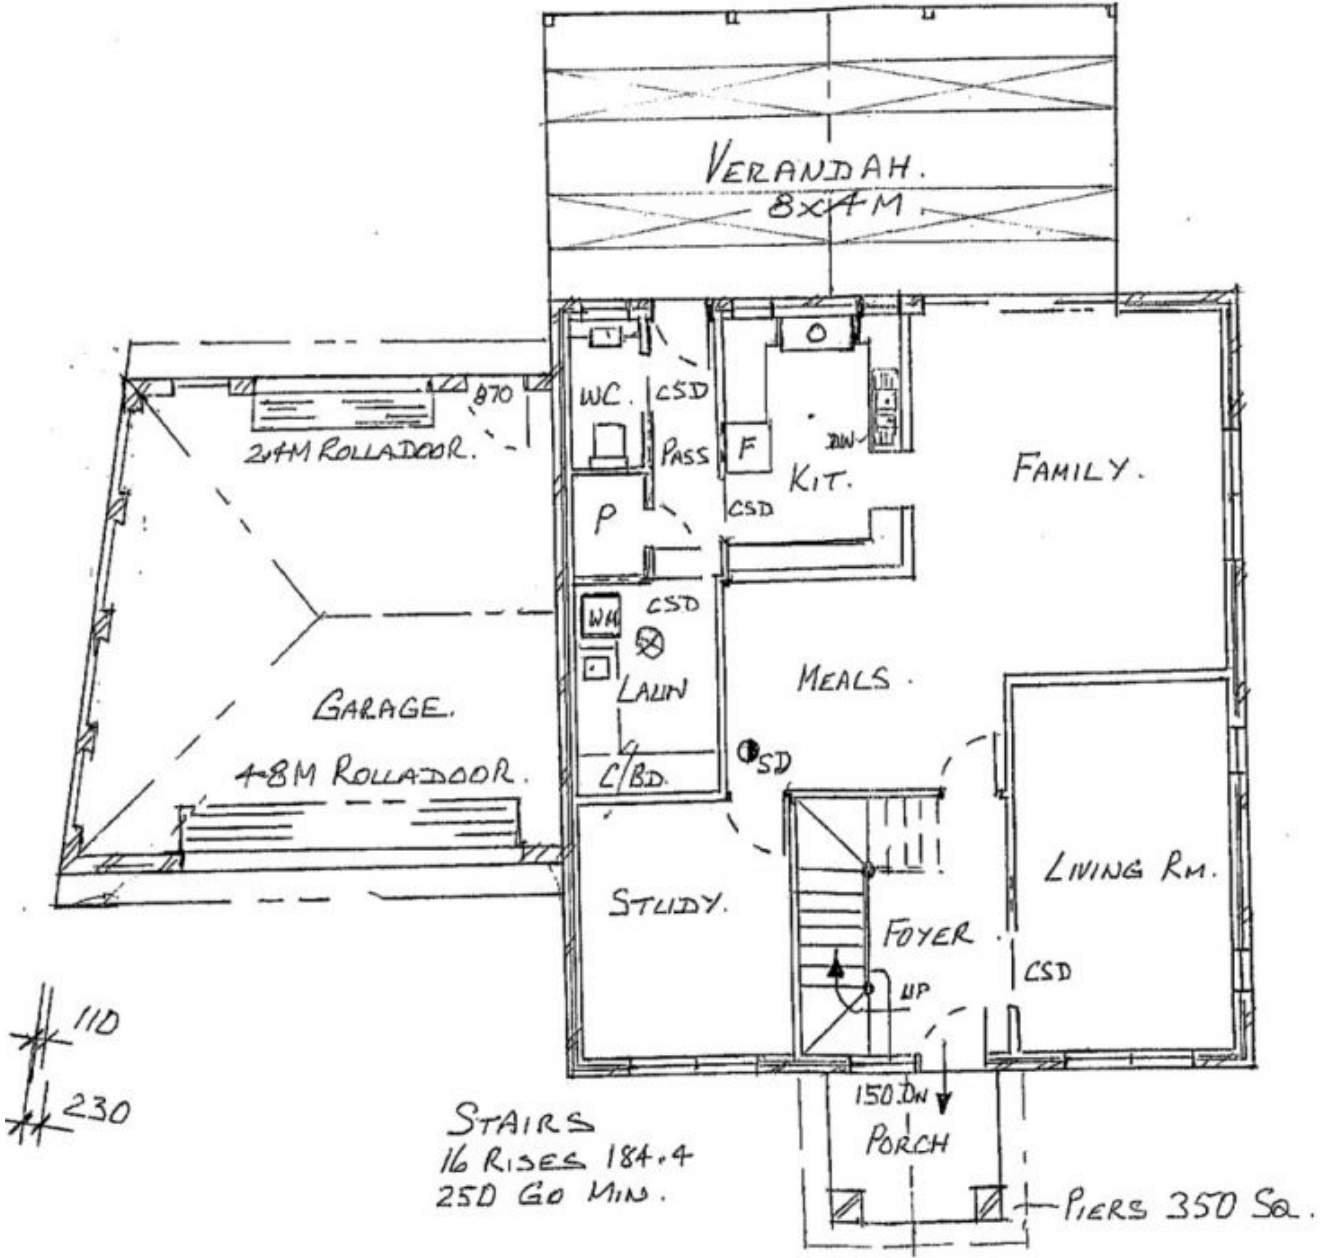 VERANDAH.
8x4M
870
2.4M ROLLADOOR.
WC.
CSD
PASS
F
DW
KIT.
FAMILY.
P
CSD
WM
CSD
LAUN
MEALS.
GARAGE.
4.8M ROLLADOOR.
C/BD.
SD
STUDY.
FOYER
LIVING RM.
CSD
UP
110
230
150.DN
PORCH
STAIRS
16 RISES 184.4
250 GO MIN.
PIERS 350 SQ.